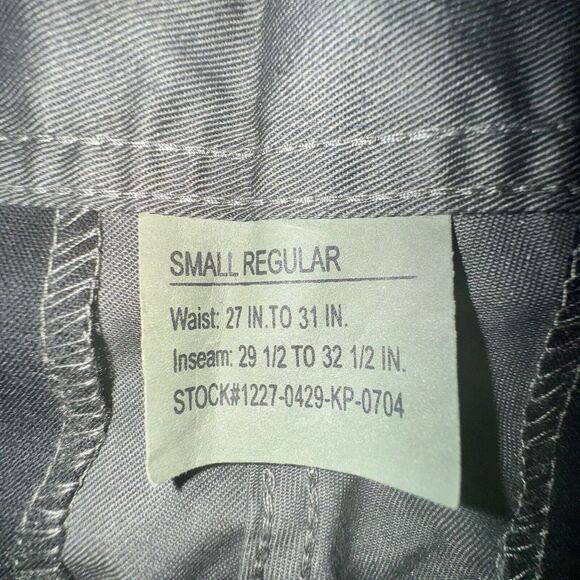 SMALL REGULAR
Waist: 27 IN.TO 31 IN.
Inseam: 29 1/2 TO 32 1/2 IN.
STOCK#1227-0429-KP-0704